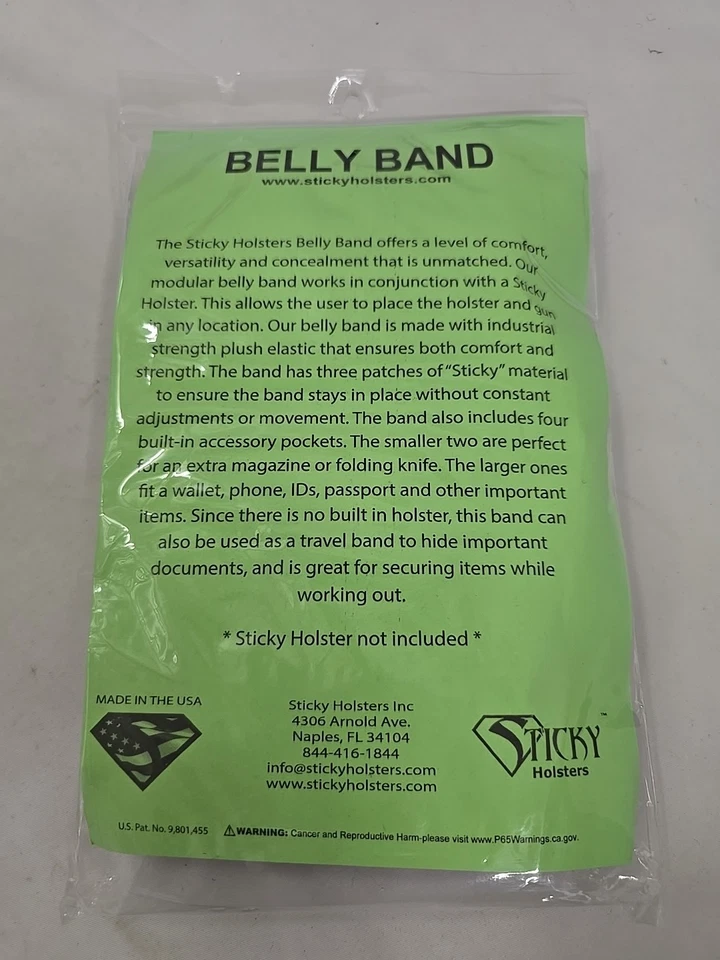 BELLY BAND
www.stickyholsters.com
The Sticky Holsters Belly Band offers a level of comfort,
versatility and concealment that is unmatched. Our
modular belly band works in conjunction with a Sticky
Holster. This allows the user to place the holster and gun
in any location. Our belly band is made with industrial
strength plush elastic that ensures both comfort and
strength. The band has three patches of “Sticky” material
to ensure the band stays in place without constant
adjustments or movement. The band also includes four
built-in accessory pockets. The smaller two are perfect
for an extra magazine or folding knife. The larger ones
fit a wallet, phone, IDs, passport and other important
items. Since there is no built in holster, this band can
also be used as a travel band to hide important
documents, and is great for securing items while
working out.
* Sticky Holster not included *
MADE IN THE USA
Sticky Holsters Inc
4306 Arnold Ave.
Naples, FL 34104
844-416-1844
info@stickyholsters.com
www.stickyholsters.com
STICKY™
Holsters
U.S. Pat. No. 9,801,455
⚠WARNING: Cancer and Reproductive Harm-please visit www.P65Warnings.ca.gov.